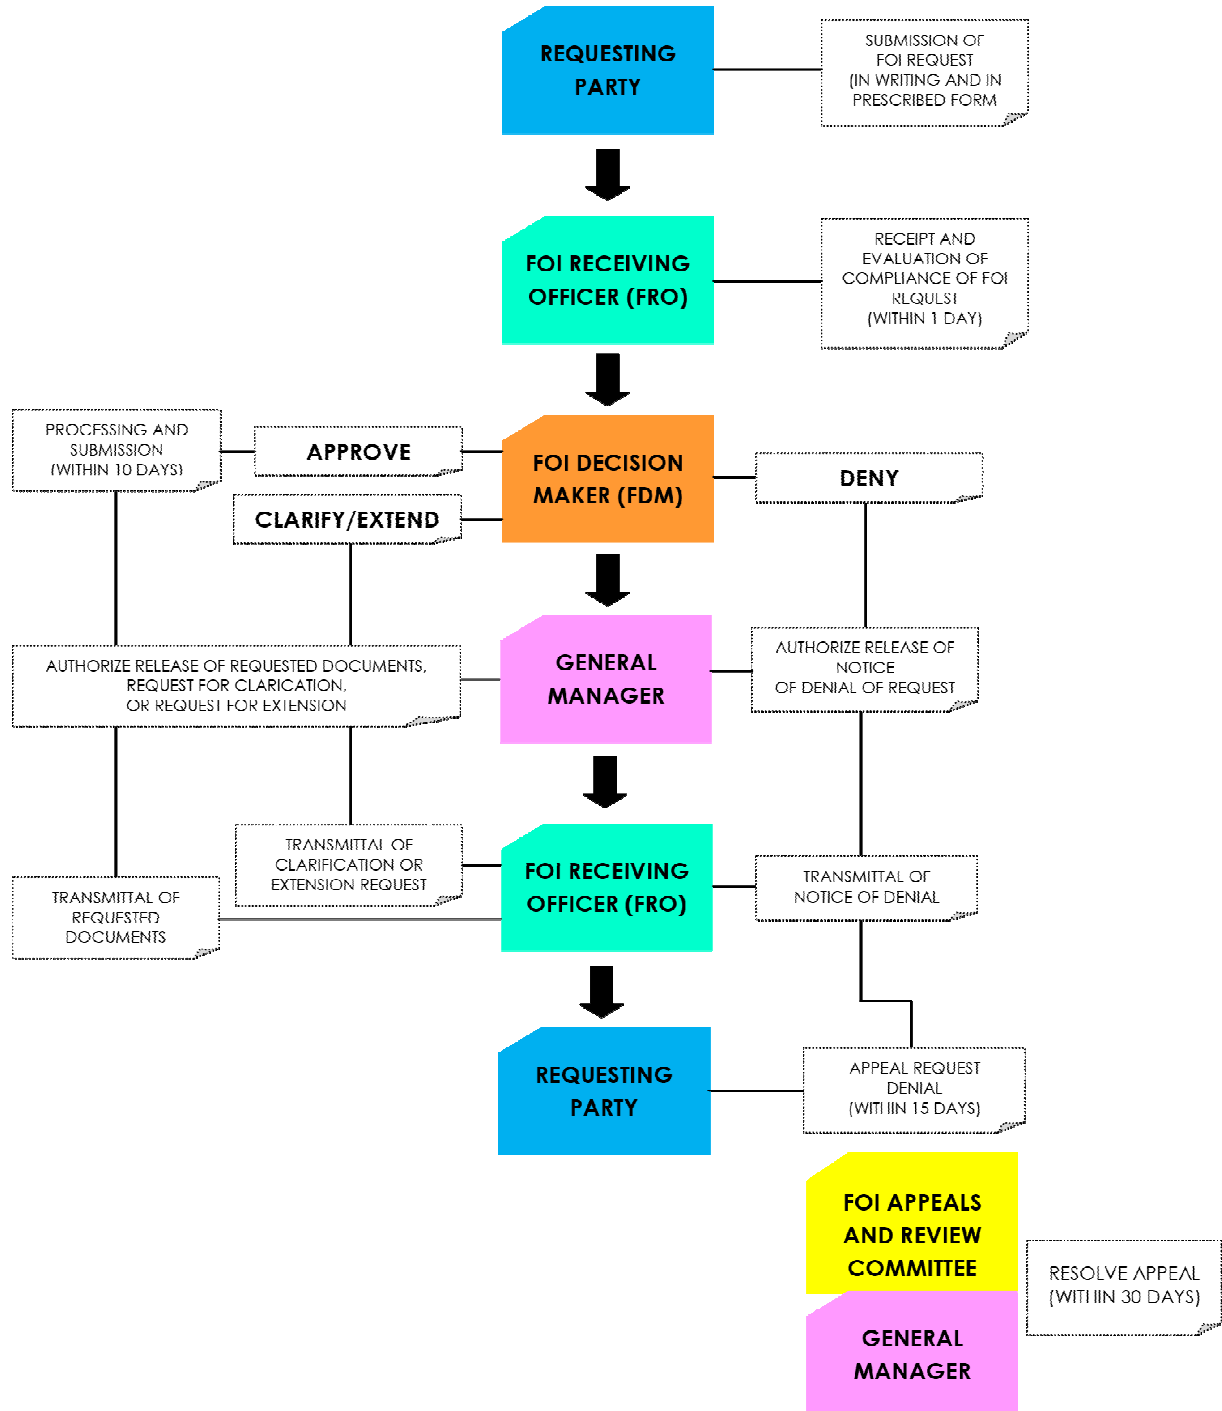 REQUESTING
PARTY
SUBMISSION OF
FOI REQUEST
(IN WRITING AND IN
PRESCRIBED FORM
FOI RECEIVING
OFFICER (FRO)
RECEIPT AND
EVALUATION OF
COMPLIANCE OF FOI
REQUEST
(WITHIN 1 DAY)
PROCESSING AND
SUBMISSION
(WITHIN 10 DAYS)
APPROVE
CLARIFY/EXTEND
FOI DECISION
MAKER (FDM)
DENY
AUTHORIZE RELEASE OF REQUESTED DOCUMENTS,
REQUEST FOR CLARICATION,
OR REQUEST FOR EXTENSION
GENERAL
MANAGER
AUTHORIZE RELEASE OF
NOTICE
OF DENIAL OF REQUEST
TRANSMITTAL OF
CLARIFICATION OR
EXTENSION REQUEST
TRANSMITTAL OF
REQUESTED
DOCUMENTS
FOI RECEIVING
OFFICER (FRO)
TRANSMITTAL OF
NOTICE OF DENIAL
REQUESTING
PARTY
APPEAL REQUEST
DENIAL
(WITHIN 15 DAYS)
FOI APPEALS
AND REVIEW
COMMITTEE
RESOLVE APPEAL
(WITHIN 30 DAYS)
GENERAL
MANAGER